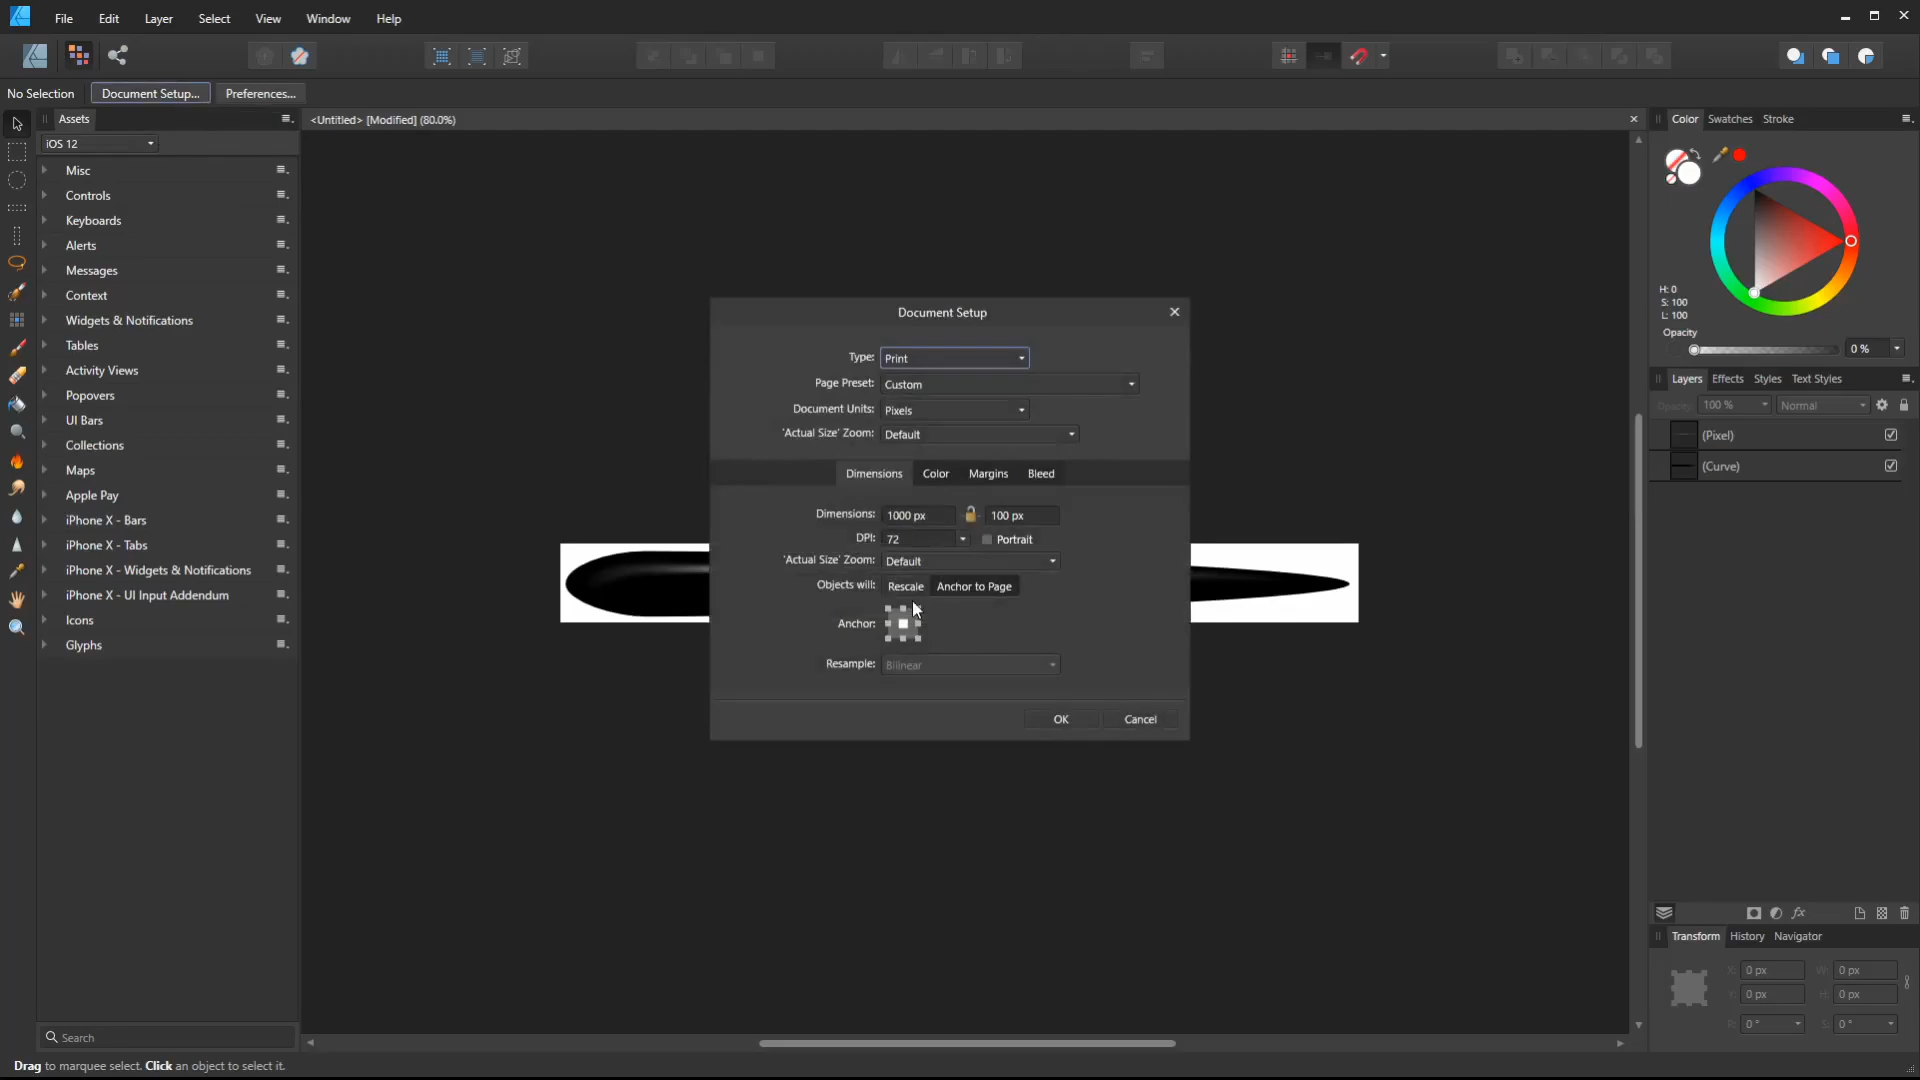 File Edit Layer Select View Window Help
No Selection Document Setup... Preferences...
Assets
iOS 12
Misc
Controls
Keyboards
Alerts
Messages
Context
Widgets & Notifications
Tables
Activity Views
Popovers
UI Bars
Collections
Maps
Apple Pay
iPhone X - Bars
iPhone X - Tabs
iPhone X - Widgets & Notifications
iPhone X - UI Input Addendum
Icons
Glyphs
Search
<Untitled> [Modified] (80.0%)
Document Setup
Type: Print
Page Preset: Custom
Document Units: Pixels
'Actual Size' Zoom: Default
Dimensions Color Margins Bleed
Dimensions: 1000 px 100 px
DPI: 72 Portrait
'Actual Size' Zoom: Default
Objects will: Rescale Anchor to Page
Anchor:
Resample: Bilinear
OK Cancel
Color Swatches Stroke
H: 0
S: 100
L: 100
Opacity
0 %
Layers Effects Styles Text Styles
Opacity: 100 % Normal
(Pixel)
(Curve)
fx
Transform History Navigator
X: 0 px W: 0 px
Y: 0 px H: 0 px
R: 0 ° S: 0 °
Drag to marquee select. Click an object to select it.